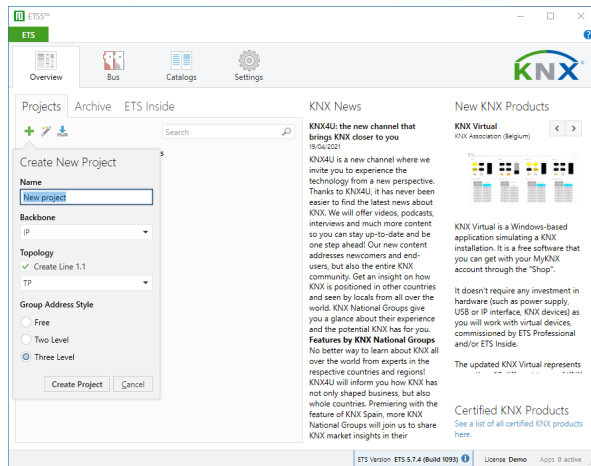 ETS5™
ETS
Overview
Bus
Catalogs
Settings
KNX
Projects
Archive
ETS Inside
Search
s
Create New Project
Name
New project
Backbone
IP
Topology
Create Line 1.1
TP
Group Address Style
Free
Two Level
Three Level
Create Project
Cancel
KNX News
KNX4U: the new channel that
brings KNX closer to you
19/04/2021
KNX4U is a new channel where we
invite you to experience the
technology from a new perspective.
Thanks to KNX4U, it has never been
easier to find the latest news about
KNX. We will offer videos, podcasts,
interviews and much more content
so you can stay up-to-date and be
one step ahead! Our new content
addresses newcomers and end-
users, but also the entire KNX
community. Get an insight on how
KNX is positioned in other countries
and seen by locals from all over the
world. KNX National Groups give
you a glance about their experience
and the potential KNX has for you.
Features by KNX National Groups
No better way to learn about KNX all
over the world from experts in the
respective countries and regions!
KNX4U will inform you how KNX has
not only shaped business, but also
whole countries. Premiering with the
feature of KNX Spain, more KNX
National Groups will join us to share
KNX market insights in their
New KNX Products
KNX Virtual
KNX Association (Belgium)
KNX Virtual is a Windows-based
application simulating a KNX
installation. It is a free software that
you can get with your MyKNX
account through the "Shop".
It doesn't require any investment in
hardware (such as power supply,
USB or IP interface, KNX devices) as
you will work with virtual devices,
commissioned by ETS Professional
and/or ETS Inside.
The updated KNX Virtual represents
Certified KNX Products
See a list of all certified KNX products
here.
ETS Version ETS 5.7.4 (Build 1093)
License Demo
Apps 0 active